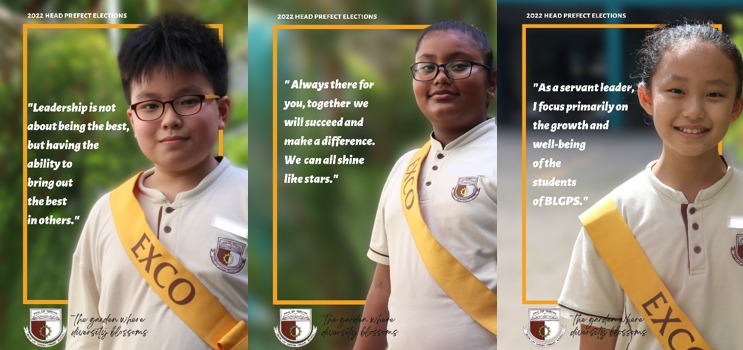 2022 HEAD PREFECT ELECTIONS
"Leadership is not
about being the best,
but having the
ability to
bring out
the best
in others."
EXCO
"the garden where
diversity blossoms
2022 HEAD PREFECT ELECTIONS
" Always there for
you, together we
will succeed and
make a difference.
We can all shine
like stars."
EXCO
"the garden where
diversity blossoms
2022 HEAD PREFECT ELECTIONS
"As a servant leader,
I focus primarily on
the growth and
well-being
of the
students
of BLGPS."
EXCO
"the garden where
diversity blossoms